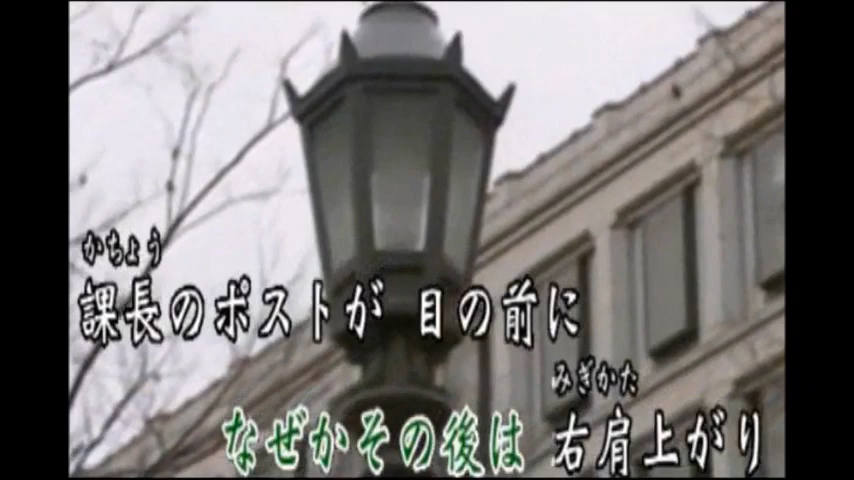 かちょう
課長のポストが 目の前に
みぎかた
なぜかその後は 右肩上がり